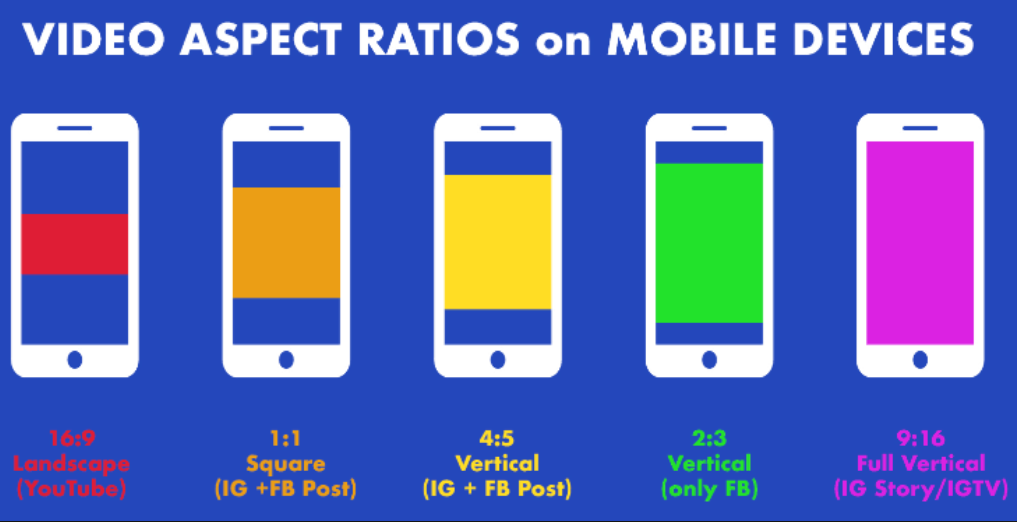 VIDEO ASPECT RATIOS on MOBILE DEVICES
16:9
Landscape
(YouTube)
1:1
Square
(IG +FB Post)
4:5
Vertical
(IG + FB Post)
2:3
Vertical
(only FB)
9:16
Full Vertical
(IG Story/IGTV)